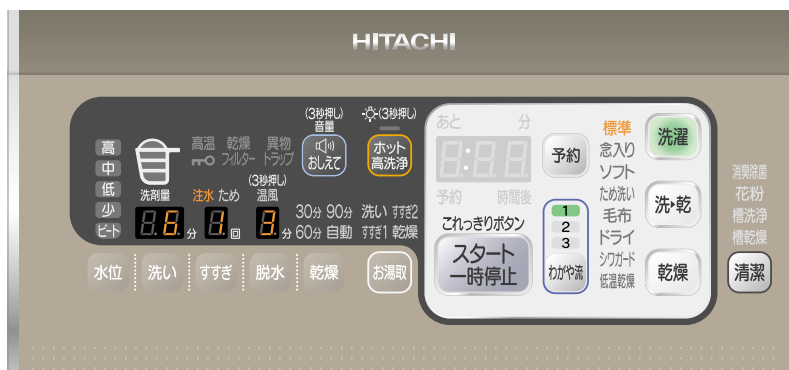 HITACHI
高
中
低
少
ビート
高温 乾燥 異物
フィルター トラップ
(3秒押し)
音量
おしえて
(3秒押し)
ホット
高洗浄
洗剤量
注水 ため
(3秒押し)
温風
8.8. 分
1. 回
3. 分
30分 90分
60分 自動
洗い すすぎ2
すすぎ1 乾燥
水位
洗い
すすぎ
脱水
乾燥
お湯取
あと 分
8:88
予約 時間後
予約
これっきりボタン
スタート
一時停止
1
2
3
わがや流
標準
念入り
ソフト
ため洗い
毛布
ドライ
シワガード
低温乾燥
洗濯
洗▸乾
乾燥
消臭除菌
花粉
槽洗浄
槽乾燥
清潔